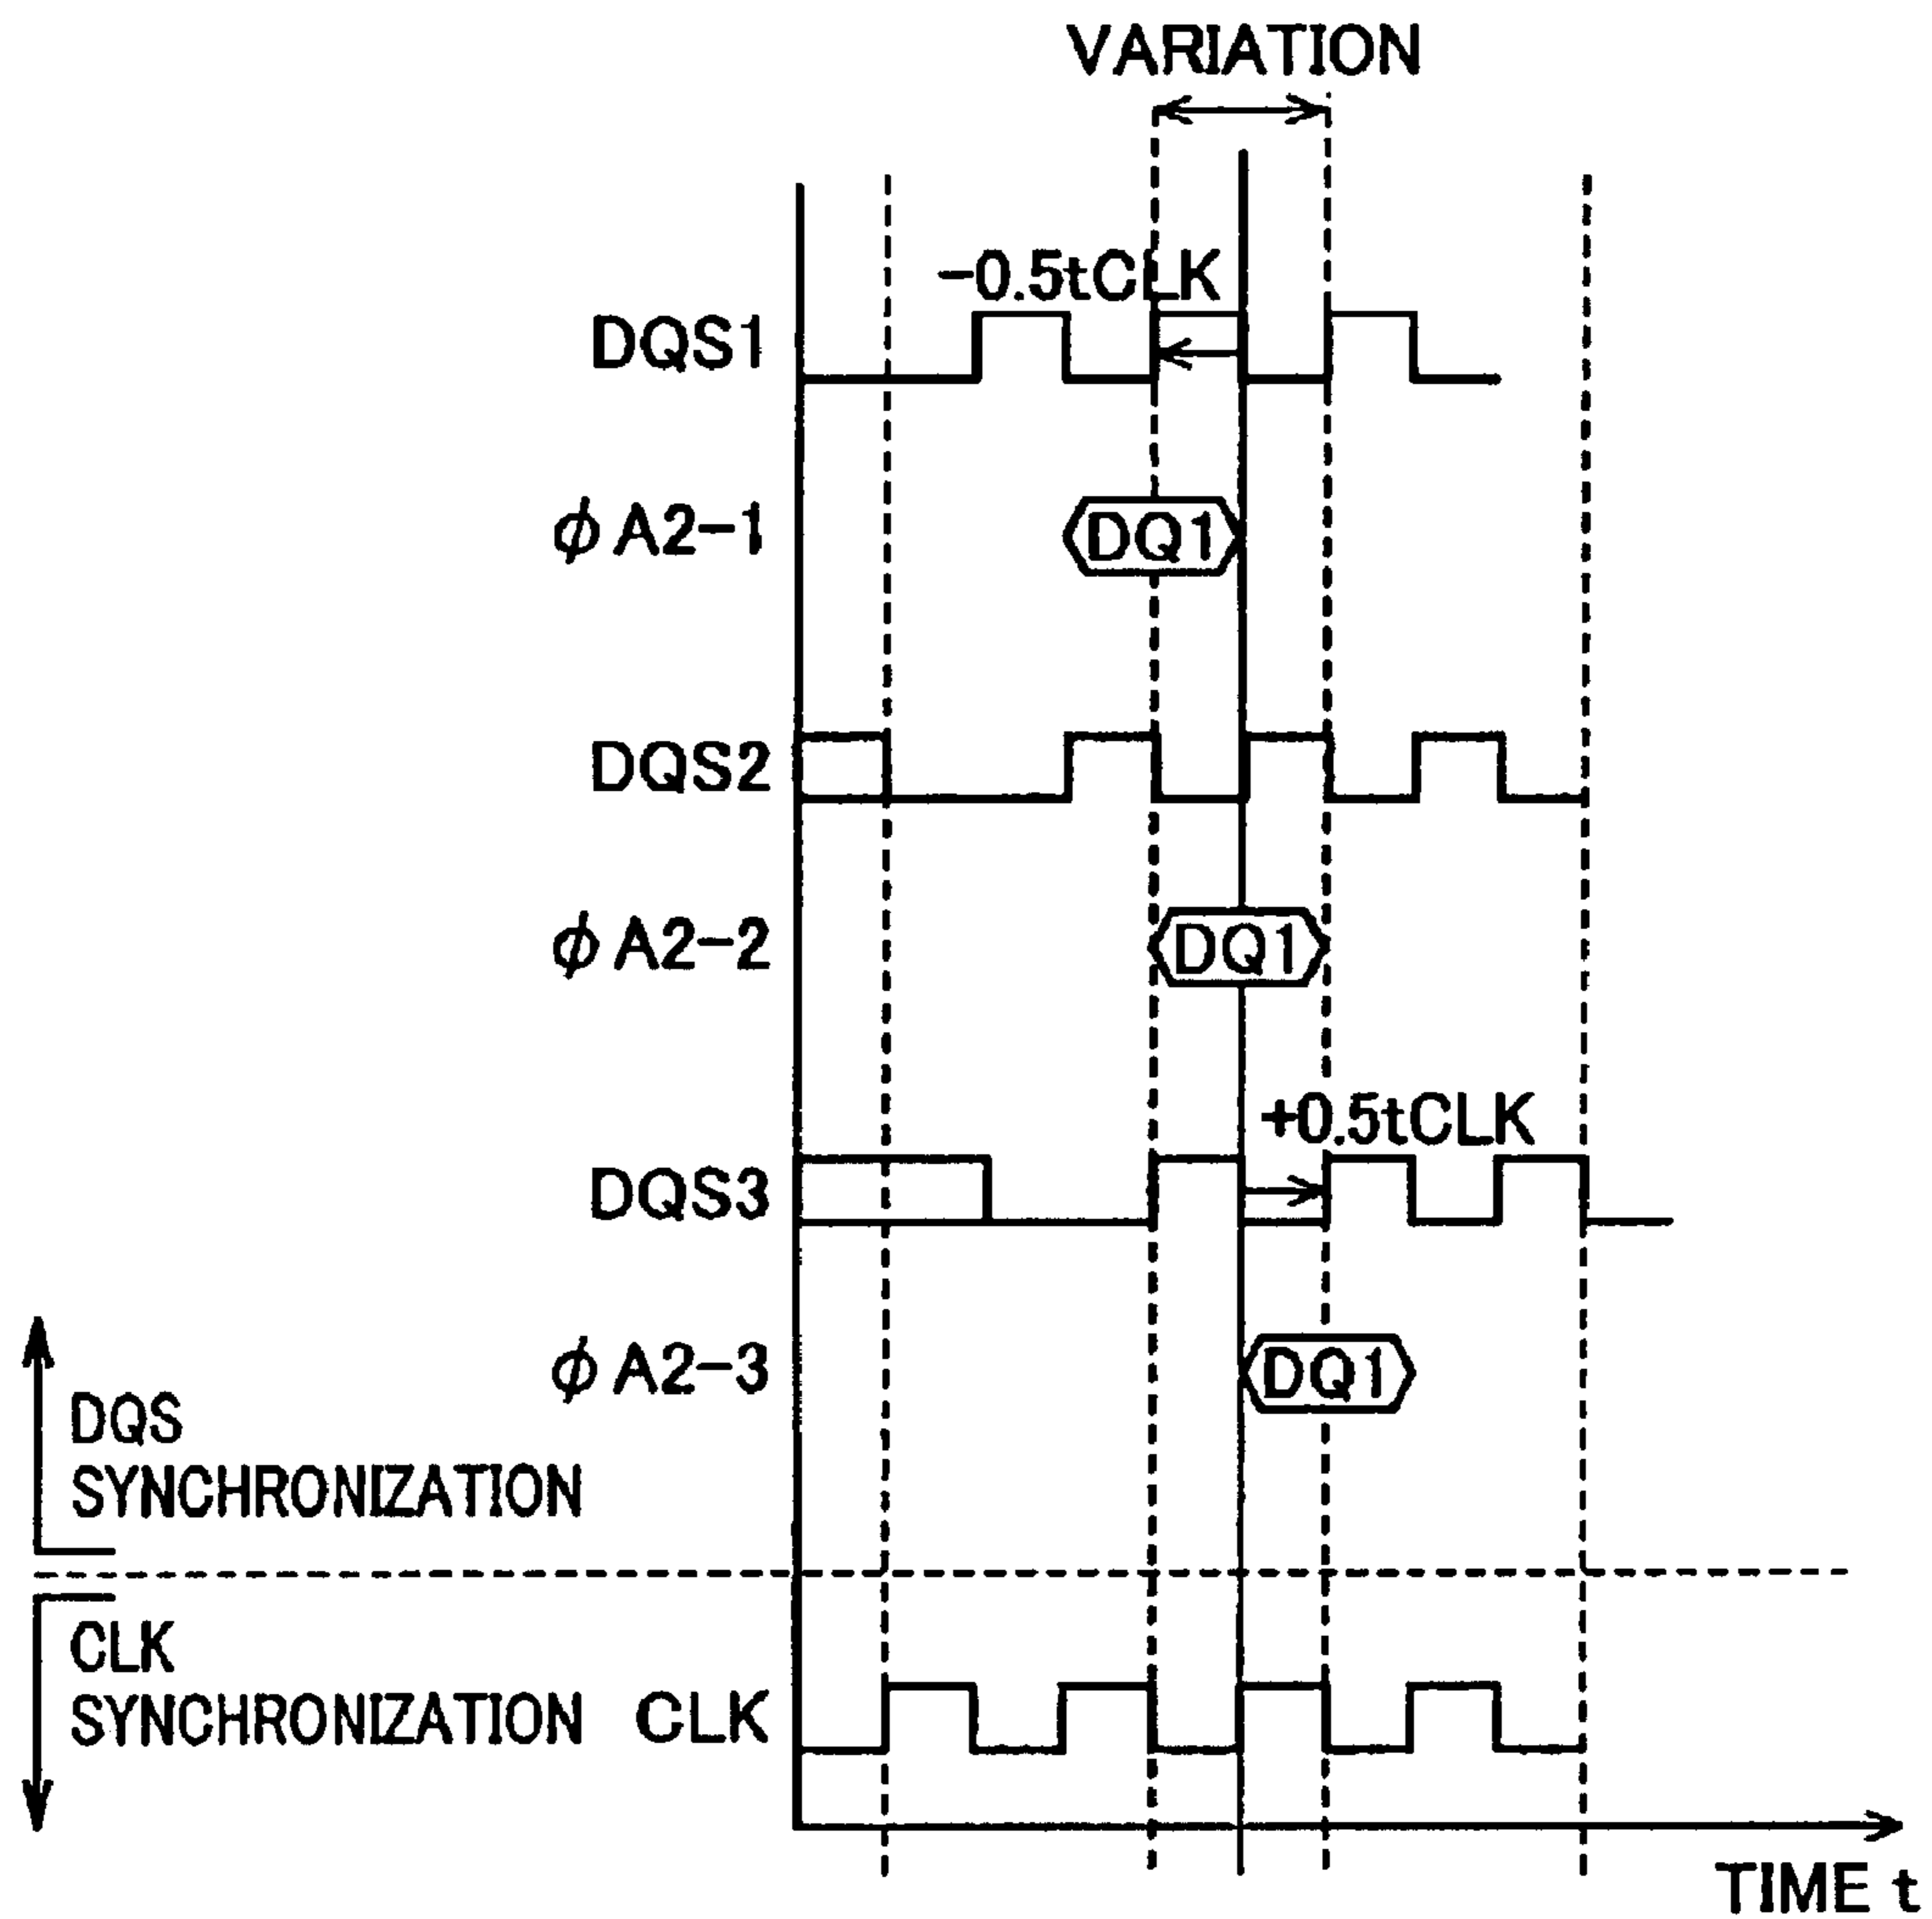 VARIATION
-0.5tCLK
DQS1
ϕA2-1
DQ1
DQS2
ϕA2-2
DQ1
+0.5tCLK
DQS3
ϕA2-3
DQ1
DQS
SYNCHRONIZATION
CLK
SYNCHRONIZATION CLK
TIME t